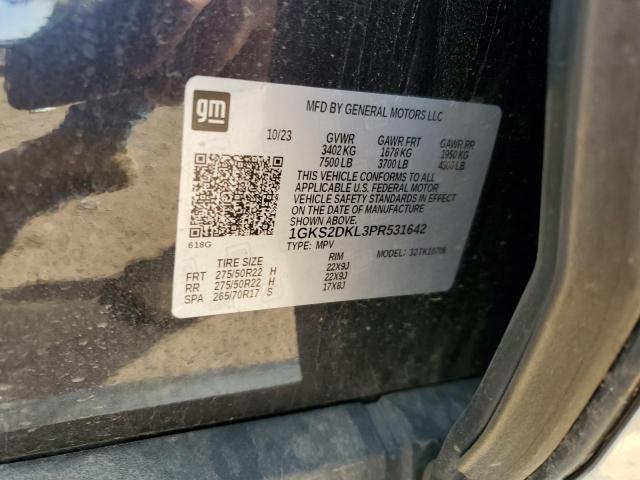 gm
MFD BY GENERAL MOTORS LLC
10/23 GVWR GAWR FRT GAWR RR
3402 KG 1678 KG 1950 KG
7500 LB 3700 LB 4300 LB
THIS VEHICLE CONFORMS TO ALL
APPLICABLE U.S. FEDERAL MOTOR
VEHICLE SAFETY STANDARDS IN EFFECT
ON THE DATE OF MANUFACTURE SHOWN ABOVE.
1GKS2DKL3PR531642
618G
TYPE: MPV MODEL: 32TK10706
TIRE SIZE RIM
FRT 275/50R22 H 22X9J
RR 275/50R22 H 22X9J
SPA 265/70R17 S 17X8J